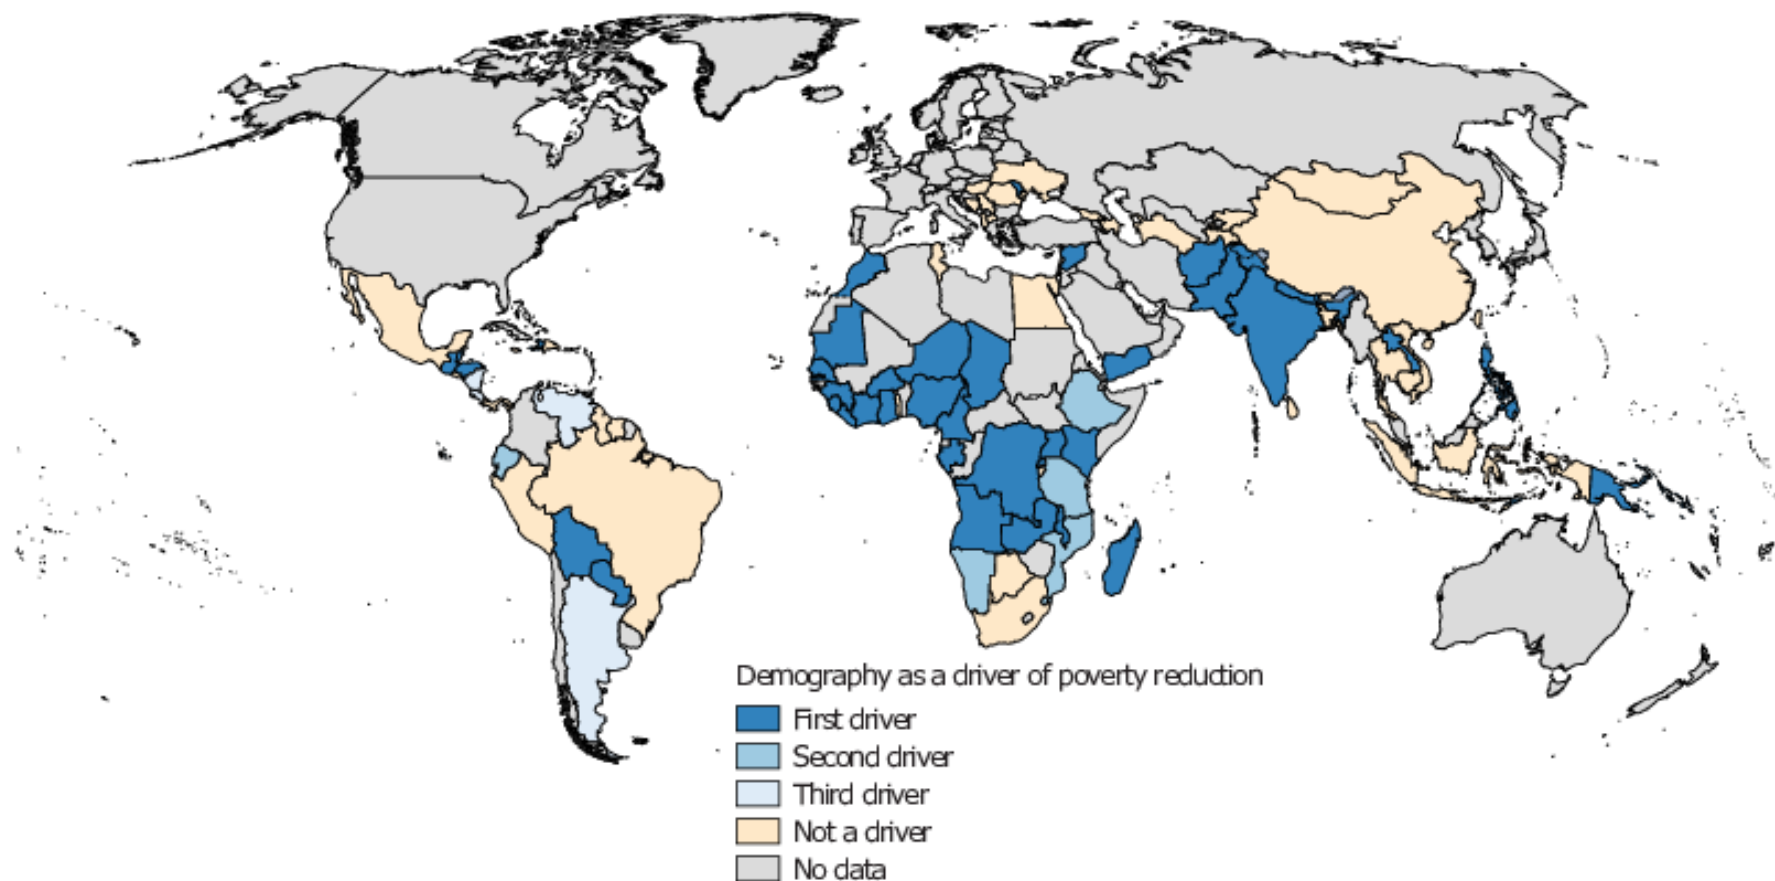 Demography as a driver of poverty reduction
First driver
Second driver
Third driver
Not a driver
No data